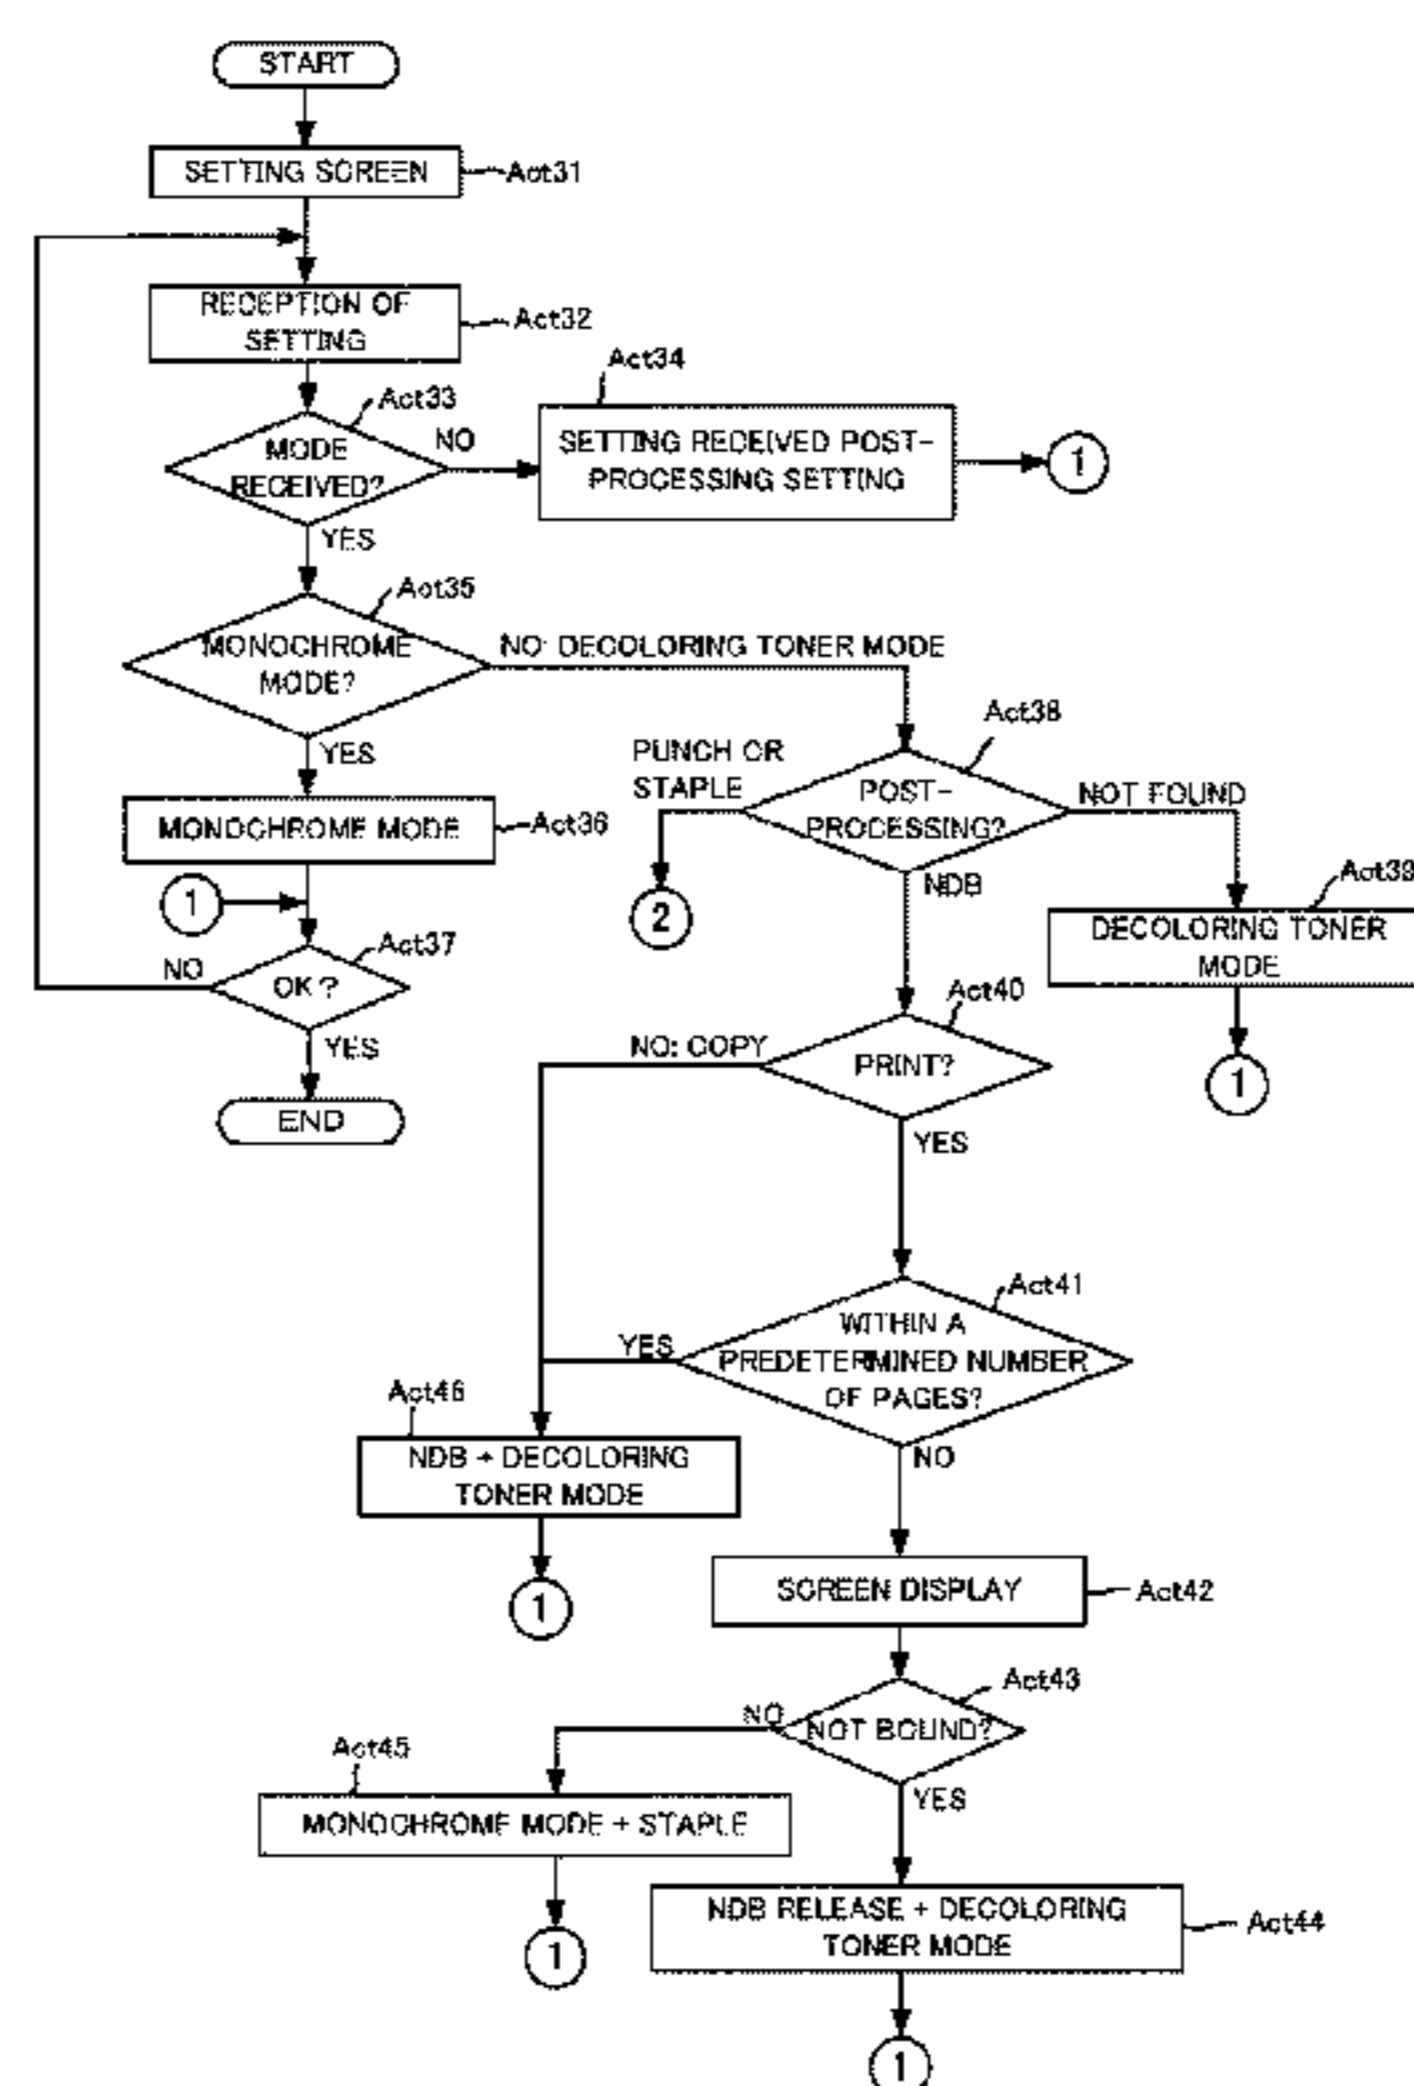 START
SETTING SCREEN
Act31
RECEPTION OF
SETTING
Act32
Act33
MODE
RECEIVED?
NO
YES
Act34
SETTING RECEIVED POST-
PROCESSING SETTING
1
Act35
MONOCHROME
MODE?
NO: DECOLORING TONER MODE
YES
MONOCHROME MODE
Act36
1
Act37
OK?
NO
YES
END
Act38
POST-
PROCESSING?
PUNCH OR
STAPLE
2
NOT FOUND
NDB
Act39
DECOLORING TONER
MODE
1
Act40
PRINT?
NO: COPY
YES
Act41
WITHIN A
PREDETERMINED NUMBER
OF PAGES?
YES
NO
Act46
NDB + DECOLORING
TONER MODE
1
SCREEN DISPLAY
Act42
Act43
NOT BOUND?
NO
YES
Act45
MONOCHROME MODE + STAPLE
1
NDB RELEASE + DECOLORING
TONER MODE
Act44
1